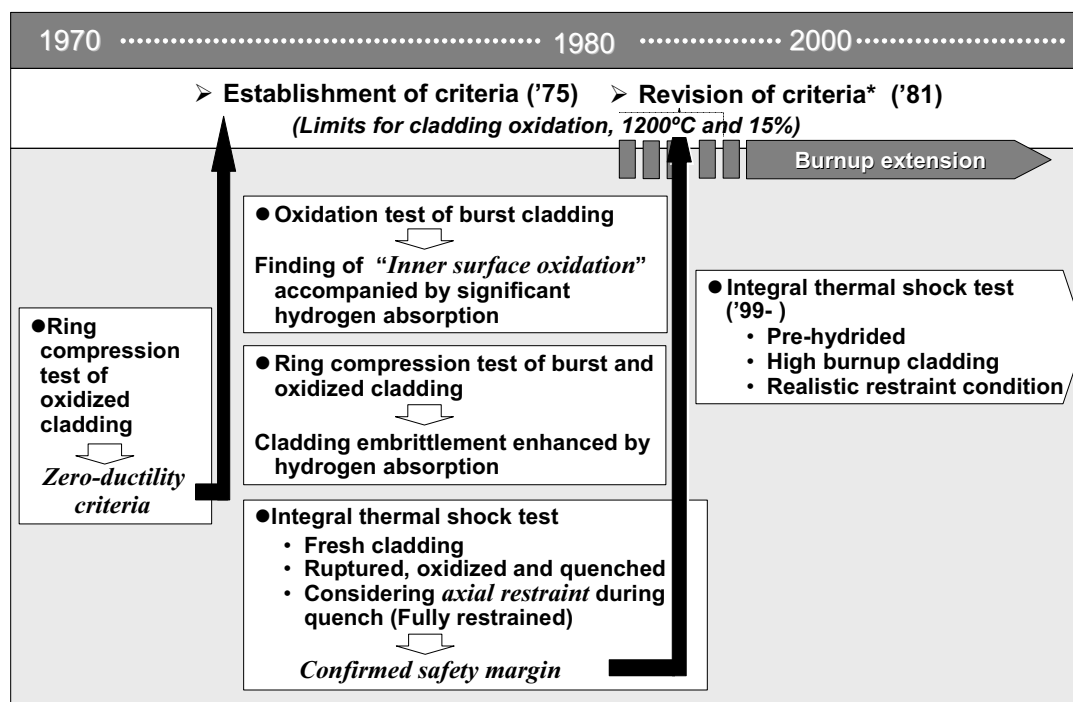 1970 1980 2000
➢ Establishment of criteria ('75) ➢ Revision of criteria* ('81)
(Limits for cladding oxidation, 1200ºC and 15%)
Burnup extension
●Ring
compression
test of
oxidized
cladding
Zero-ductility
criteria
● Oxidation test of burst cladding
Finding of “Inner surface oxidation”
accompanied by significant
hydrogen absorption
● Ring compression test of burst and
oxidized cladding
Cladding embrittlement enhanced by
hydrogen absorption
●Integral thermal shock test
・ Fresh cladding
・ Ruptured, oxidized and quenched
・ Considering axial restraint during
quench (Fully restrained)
Confirmed safety margin
● Integral thermal shock test
('99- )
・ Pre-hydrided
・ High burnup cladding
・ Realistic restraint condition